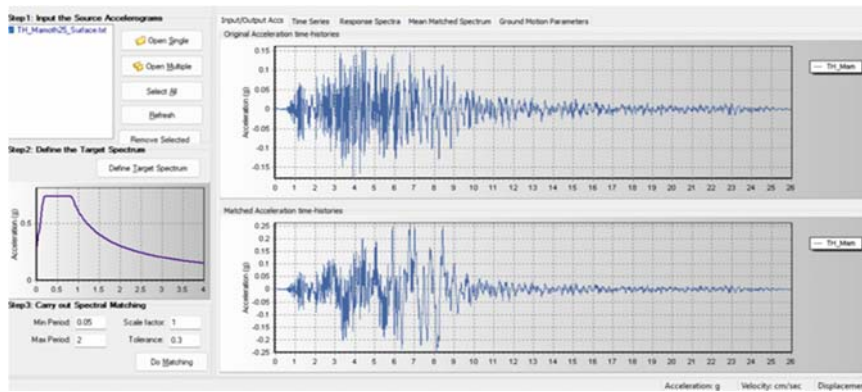 Step1: Input the Source Accelerograms
TH_Mamoth25_Surface.txt
Open Single
Open Multiple
Select All
Refresh
Remove Selected
Step2: Define the Target Spectrum
Define Target Spectrum
Acceleration (g)
0.5
0
0 0.5 1 1.5 2 2.5 3 3.5 4
Step3: Carry out Spectral Matching
Min Period: 0.05 Scale factor: 1
Max Period: 2 Tolerance: 0.3
Do Matching
Input/Output Accs Time Series Response Spectra Mean Matched Spectrum Ground Motion Parameters
Original Acceleration time-histories
Acceleration (g)
0.15
0.1
0.05
0
-0.05
-0.1
-0.15
0 1 2 3 4 5 6 7 8 9 10 11 12 13 14 15 16 17 18 19 20 21 22 23 24 25 26
TH_Mam
Matched Acceleration time-histories
Acceleration (g)
0.25
0.2
0.15
0.1
0.05
0
-0.05
-0.1
-0.15
-0.2
-0.25
0 1 2 3 4 5 6 7 8 9 10 11 12 13 14 15 16 17 18 19 20 21 22 23 24 25 26
TH_Mam
Acceleration: g Velocity: cm/sec Displacement